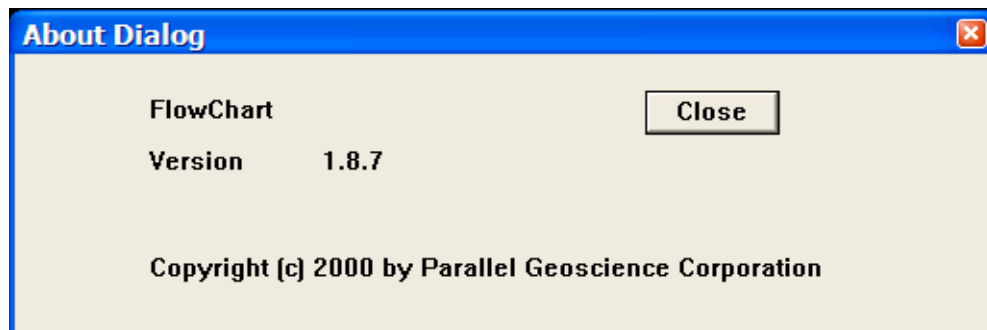 About Dialog
FlowChart
Close
Version 1.8.7
Copyright (c) 2000 by Parallel Geoscience Corporation